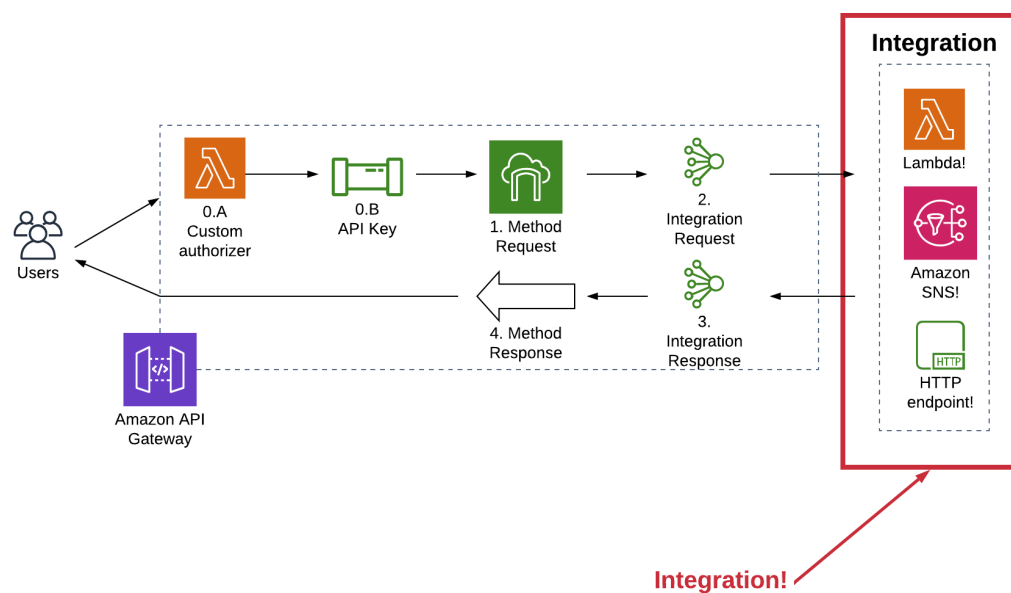 Integration
Lambda!
Amazon
SNS!
HTTP
HTTP
endpoint!
0.A
Custom
authorizer
0.B
API Key
1. Method
Request
2.
Integration
Request
Users
3.
Integration
Response
4. Method
Response
</>
Amazon API
Gateway
Integration!